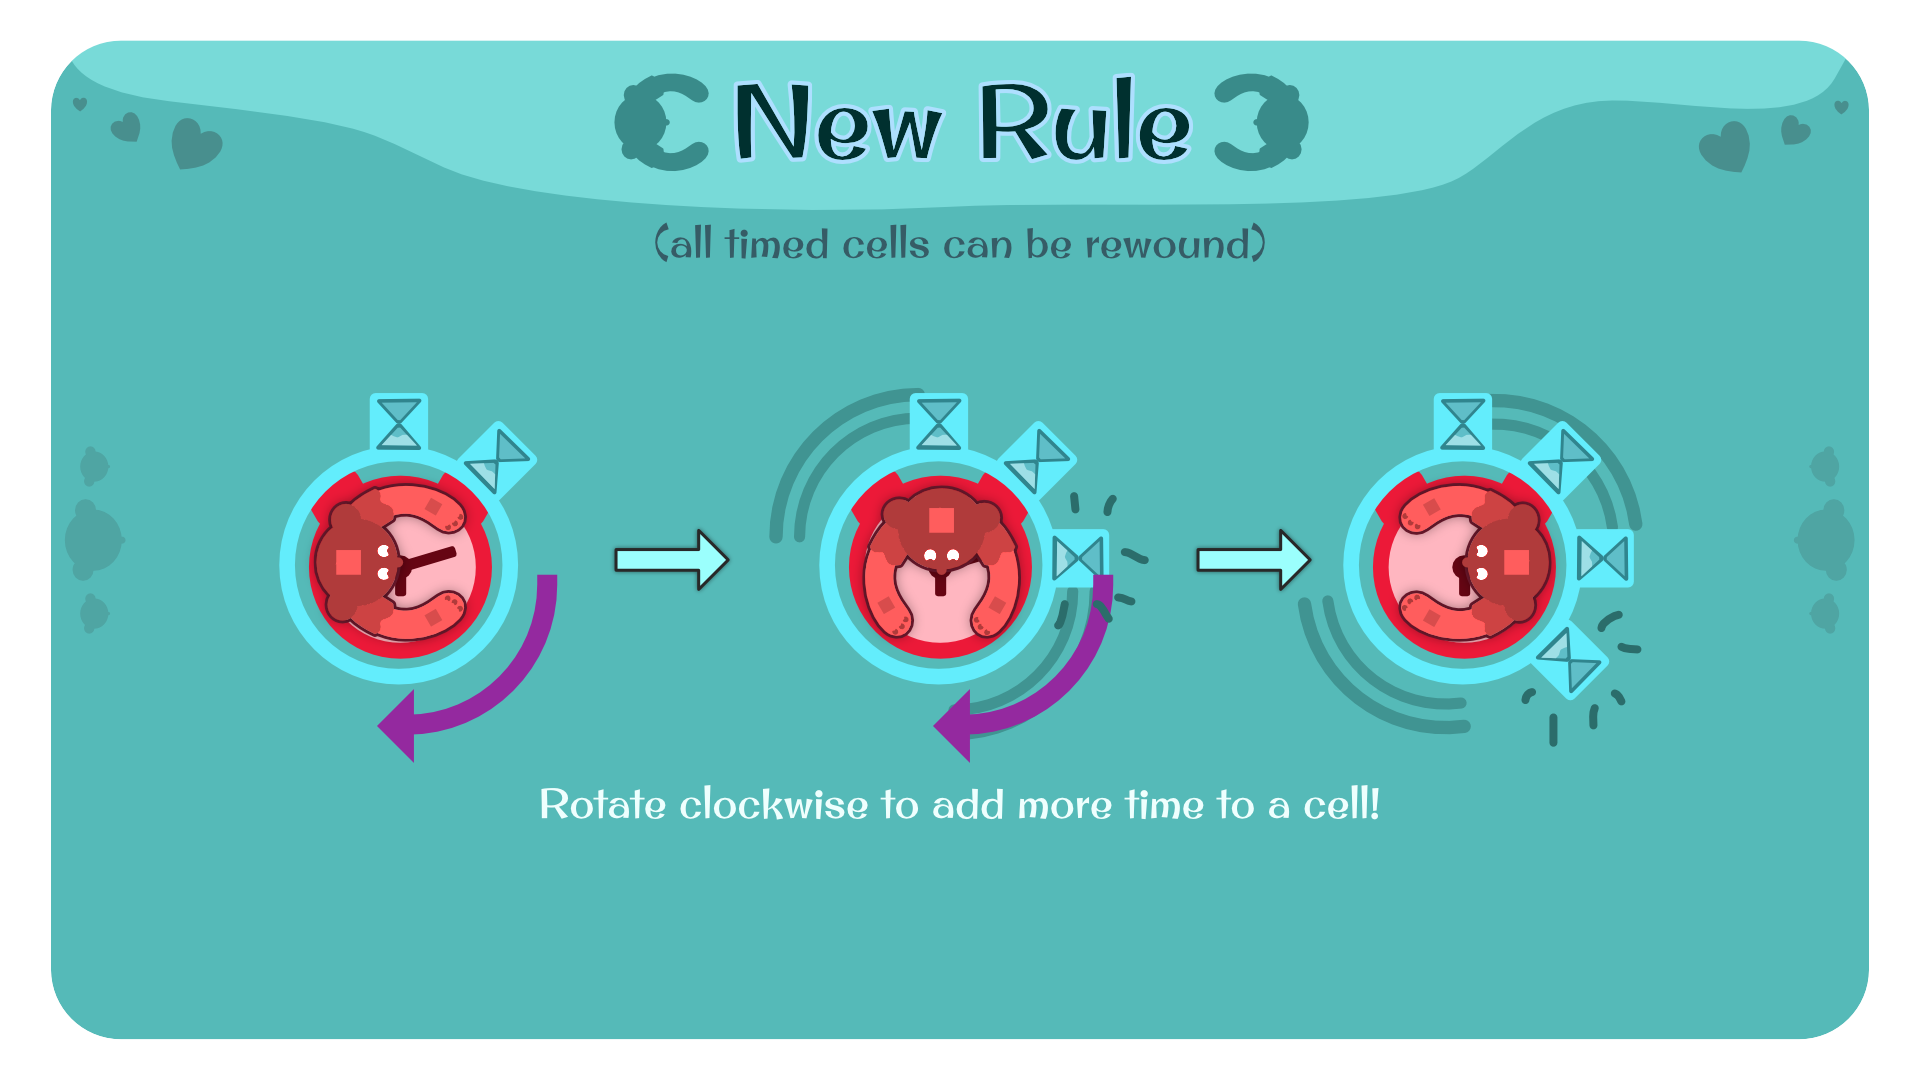 New Rule
(all timed cells can be rewound)
Rotate clockwise to add more time to a cell!